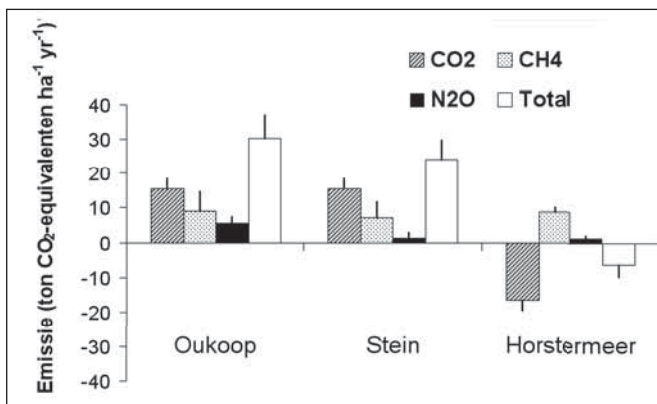 CO2 CH4
N2O Total
Emissie (ton CO₂-equivalenten ha⁻¹ yr⁻¹)
40
30
20
10
0
-10
-20
-30
-40
Oukoop Stein Horstermeer